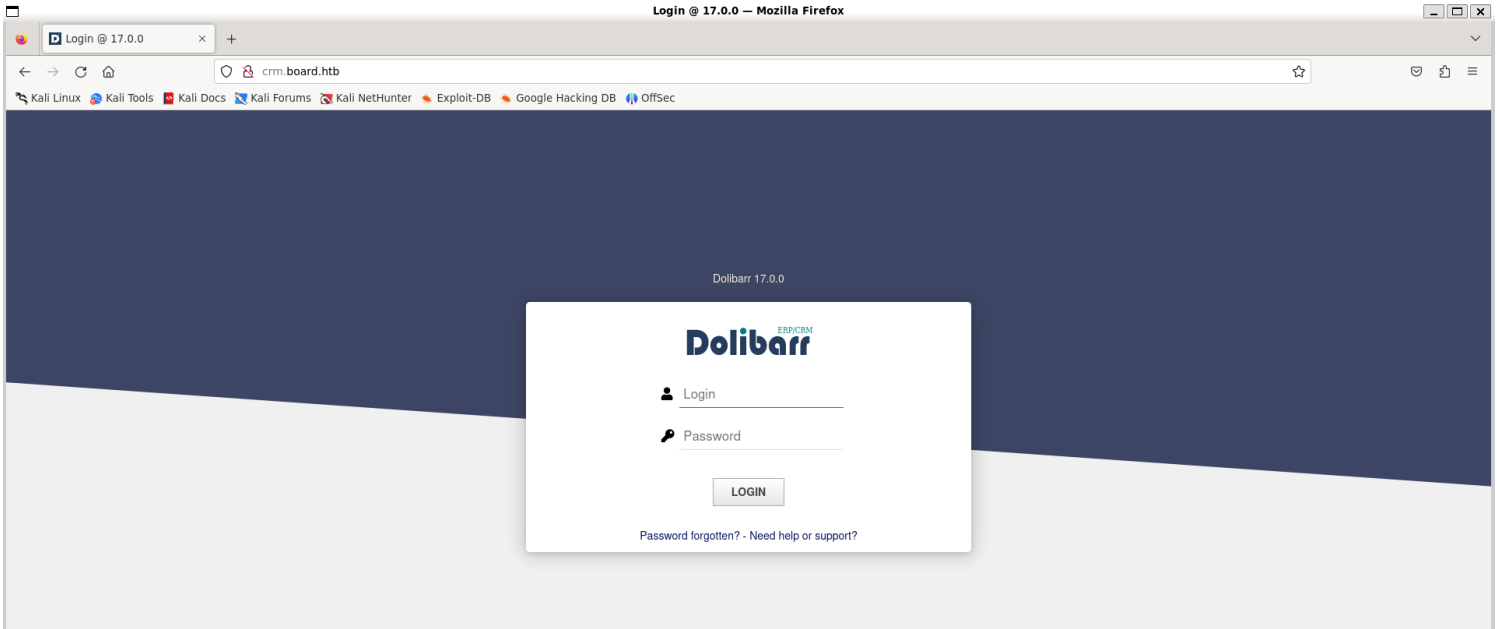 Login @ 17.0.0 — Mozilla Firefox
Login @ 17.0.0
crm.board.htb
Kali Linux Kali Tools Kali Docs Kali Forums Kali NetHunter Exploit-DB Google Hacking DB OffSec
Dolibarr 17.0.0
ERP/CRM
Dolibarr
Login
Password
LOGIN
Password forgotten? - Need help or support?